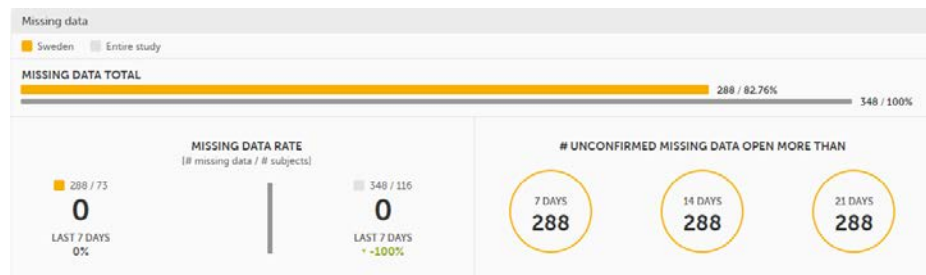 Missing data
Sweden Entire study
MISSING DATA TOTAL
288 / 82.76%
348 / 100%
MISSING DATA RATE
[# missing data / # subjects]
288 / 73
0
LAST 7 DAYS
0%
348 / 116
0
LAST 7 DAYS
-100%
# UNCONFIRMED MISSING DATA OPEN MORE THAN
7 DAYS
288
14 DAYS
288
21 DAYS
288